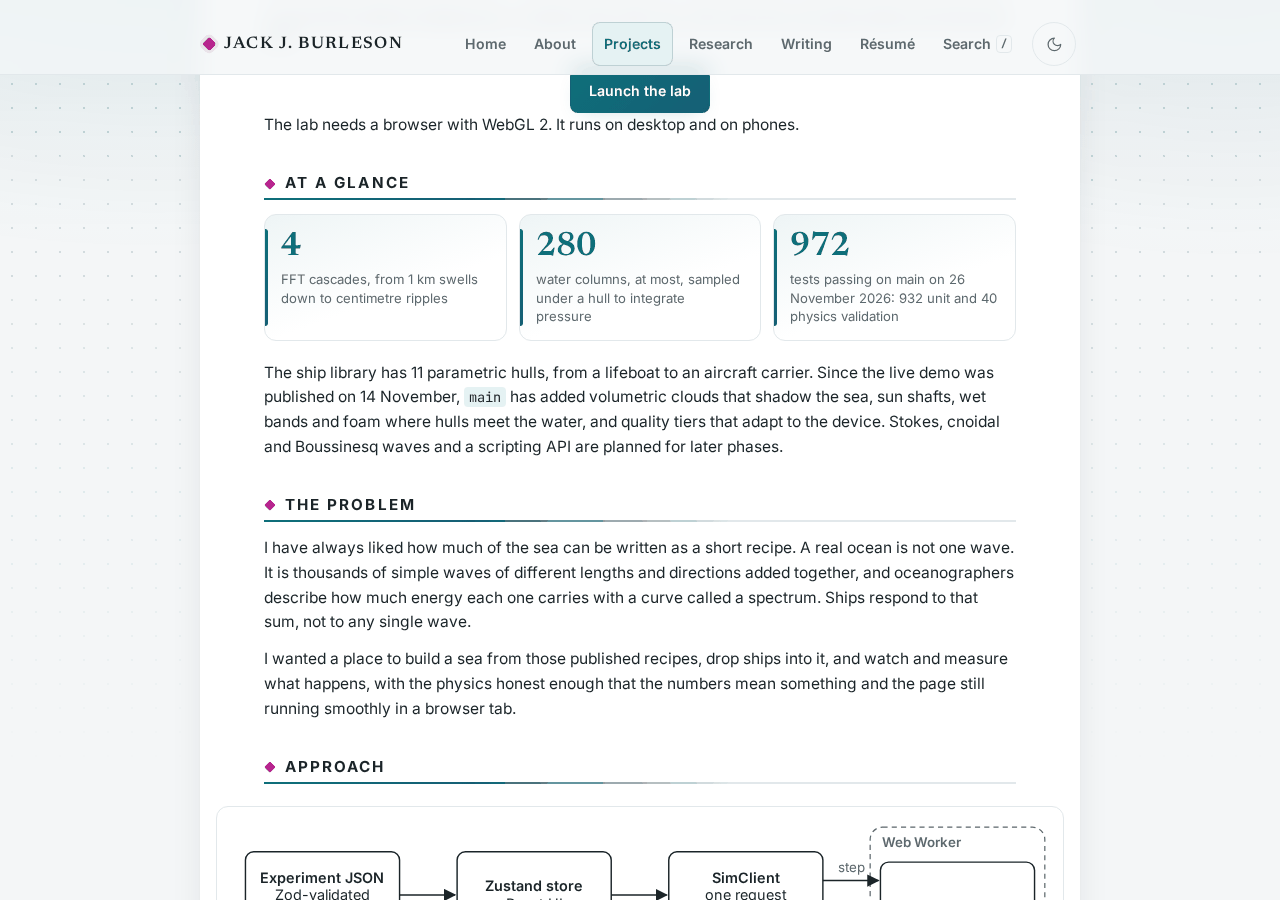 JACK J. BURLESON
Home About Projects Research Writing Résumé Search /
Launch the lab
The lab needs a browser with WebGL 2. It runs on desktop and on phones.
AT A GLANCE
4
FFT cascades, from 1 km swells
down to centimetre ripples
280
water columns, at most, sampled
under a hull to integrate
pressure
972
tests passing on main on 26
November 2026: 932 unit and 40
physics validation
The ship library has 11 parametric hulls, from a lifeboat to an aircraft carrier. Since the live demo was
published on 14 November, main has added volumetric clouds that shadow the sea, sun shafts, wet
bands and foam where hulls meet the water, and quality tiers that adapt to the device. Stokes, cnoidal
and Boussinesq waves and a scripting API are planned for later phases.
THE PROBLEM
I have always liked how much of the sea can be written as a short recipe. A real ocean is not one wave.
It is thousands of simple waves of different lengths and directions added together, and oceanographers
describe how much energy each one carries with a curve called a spectrum. Ships respond to that
sum, not to any single wave.
I wanted a place to build a sea from those published recipes, drop ships into it, and watch and measure
what happens, with the physics honest enough that the numbers mean something and the page still
running smoothly in a browser tab.
APPROACH
Experiment JSON
Zod-validated
Zustand store
SimClient
one request
step
Web Worker